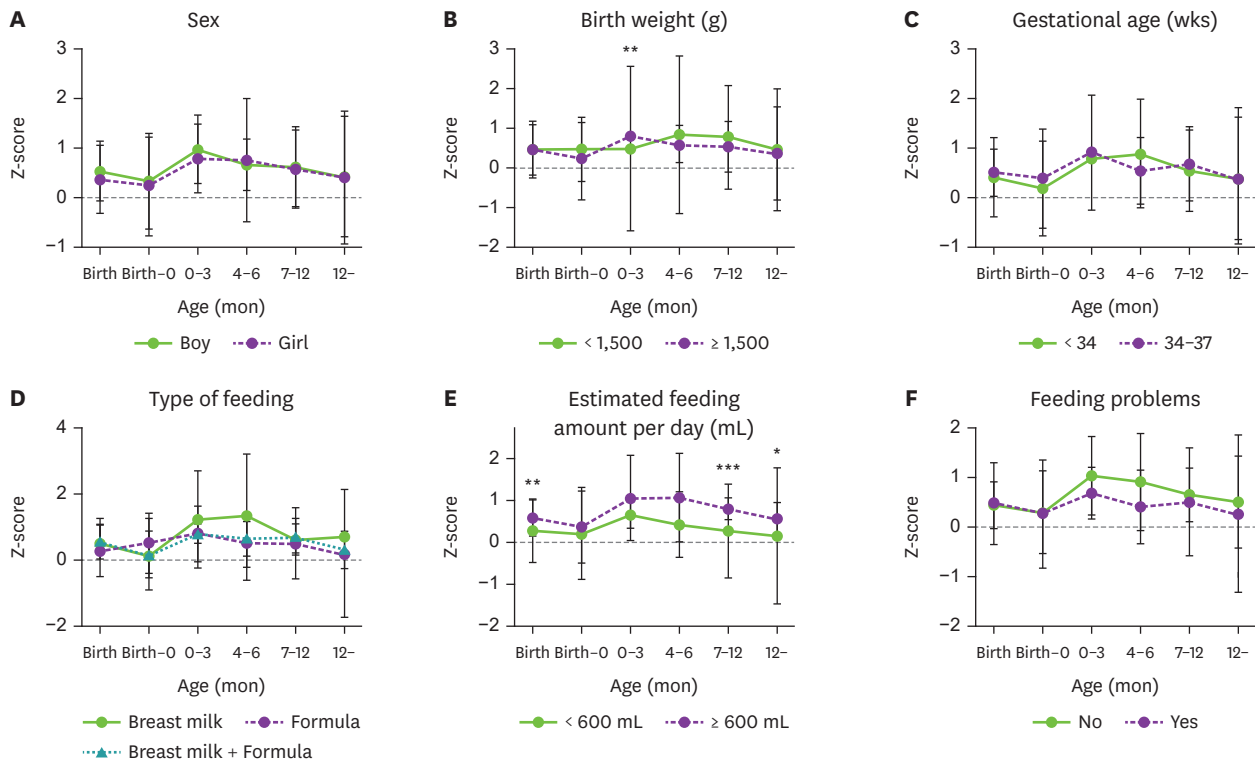 A
Sex
3
2
1
0
−1
Z-score
Birth Birth−0 0−3 4−6 7−12 12−
Age (mon)
Boy Girl
B
Birth weight (g)
**
3
2
1
0
−1
−2
Z-score
Birth Birth−0 0−3 4−6 7−12 12−
Age (mon)
< 1,500 ≥ 1,500
C
Gestational age (wks)
3
2
1
0
−1
Z-score
Birth Birth−0 0−3 4−6 7−12 12−
Age (mon)
< 34 34−37
D
Type of feeding
4
2
0
−2
Z-score
Birth Birth−0 0−3 4−6 7−12 12−
Age (mon)
Breast milk Formula
Breast milk + Formula
E
Estimated feeding
amount per day (mL)
** *** *
2
1
0
−1
−2
Z-score
Birth Birth−0 0−3 4−6 7−12 12−
Age (mon)
< 600 mL ≥ 600 mL
F
Feeding problems
2
1
0
−1
−2
Z-score
Birth Birth−0 0−3 4−6 7−12 12−
Age (mon)
No Yes